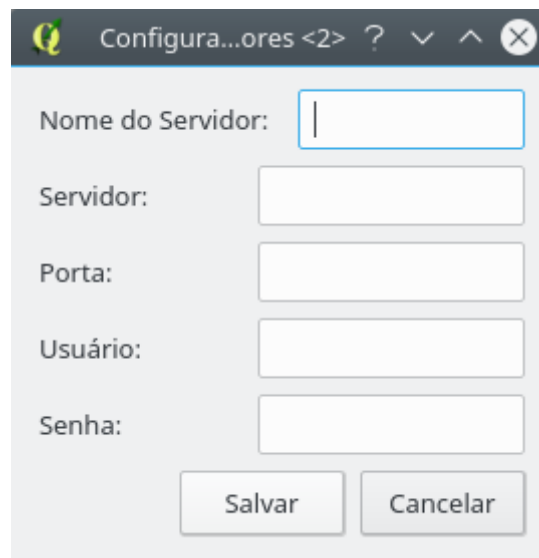 Configura...ores <2> ?
Nome do Servidor:
Servidor:
Porta:
Usuário:
Senha:
Salvar Cancelar